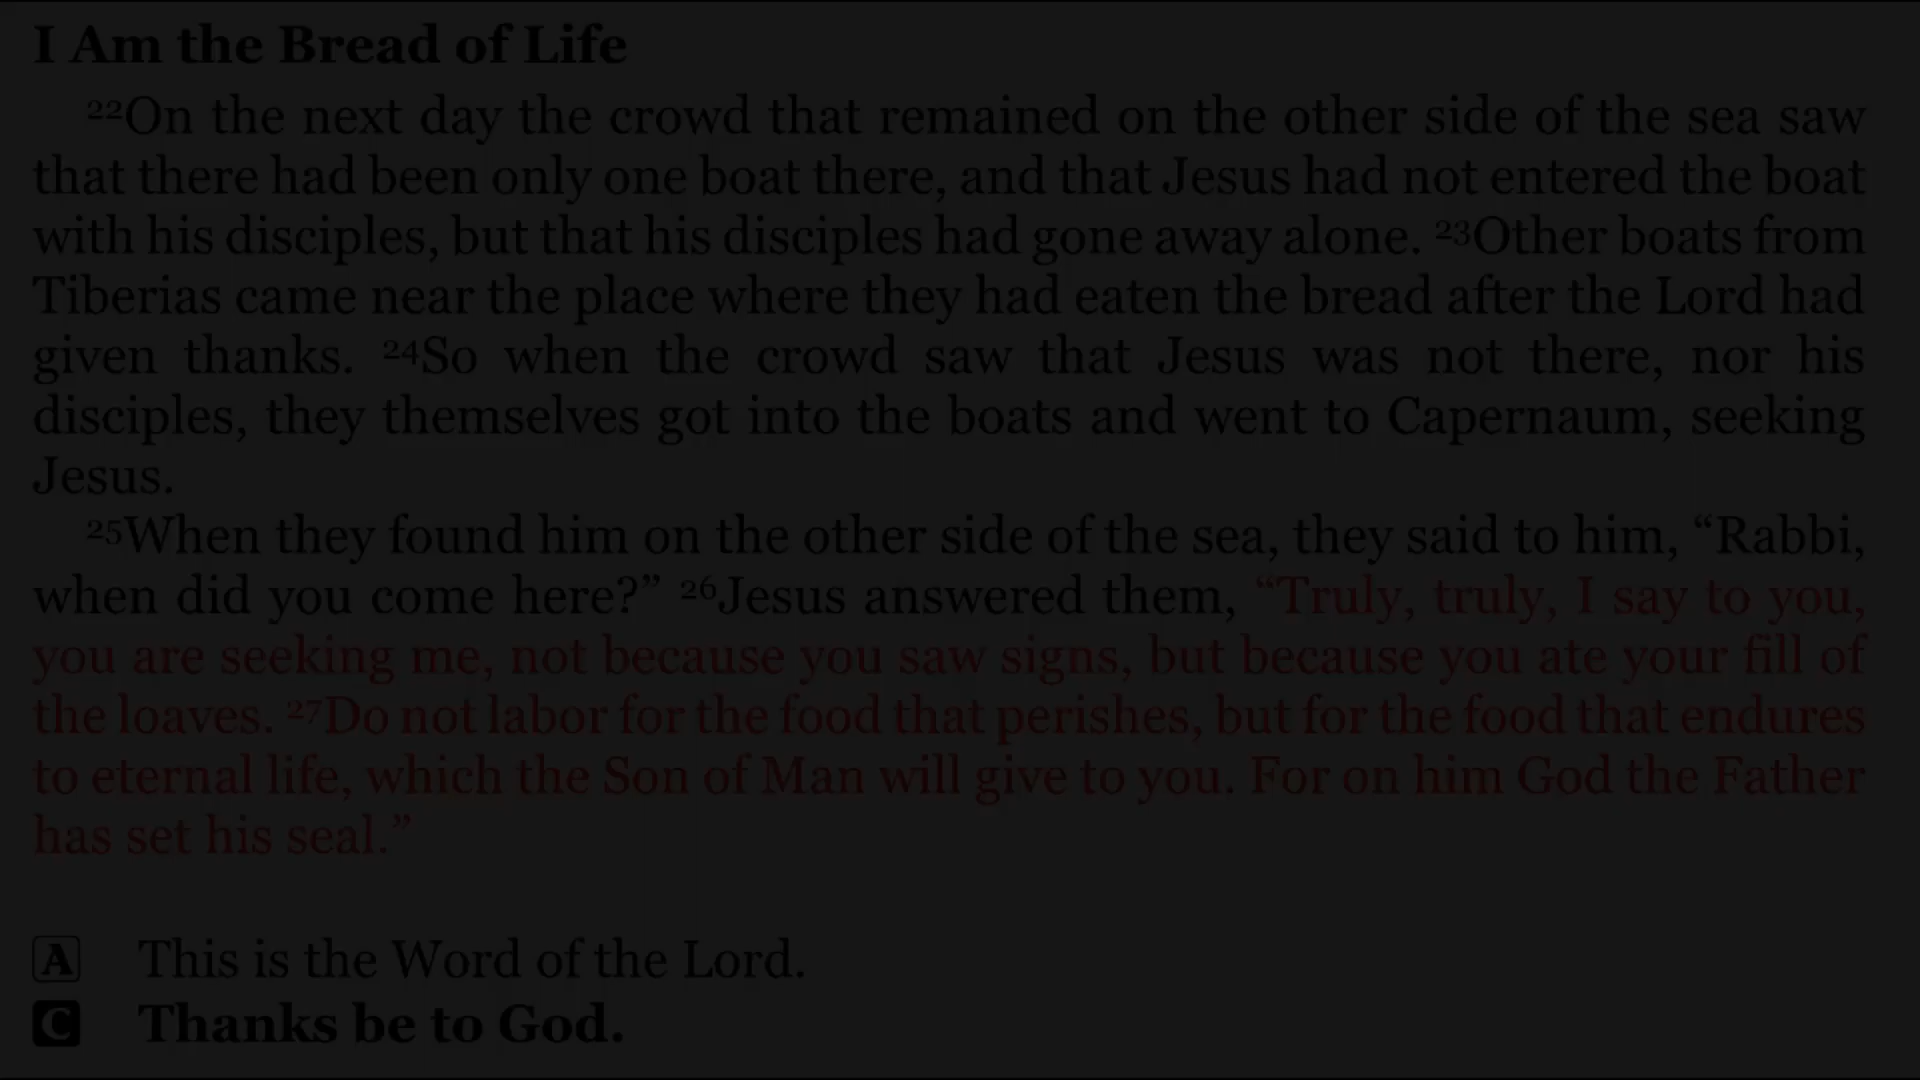 I Am the Bread of Life
²²On the next day the crowd that remained on the other side of the sea saw
that there had been only one boat there, and that Jesus had not entered the boat
with his disciples, but that his disciples had gone away alone. ²³Other boats from
Tiberias came near the place where they had eaten the bread after the Lord had
given thanks. ²⁴So when the crowd saw that Jesus was not there, nor his
disciples, they themselves got into the boats and went to Capernaum, seeking
Jesus.
²⁵When they found him on the other side of the sea, they said to him, “Rabbi,
when did you come here?” ²⁶Jesus answered them, “Truly, truly, I say to you,
you are seeking me, not because you saw signs, but because you ate your fill of
the loaves. ²⁷Do not labor for the food that perishes, but for the food that endures
to eternal life, which the Son of Man will give to you. For on him God the Father
has set his seal.”
A This is the Word of the Lord.
C Thanks be to God.